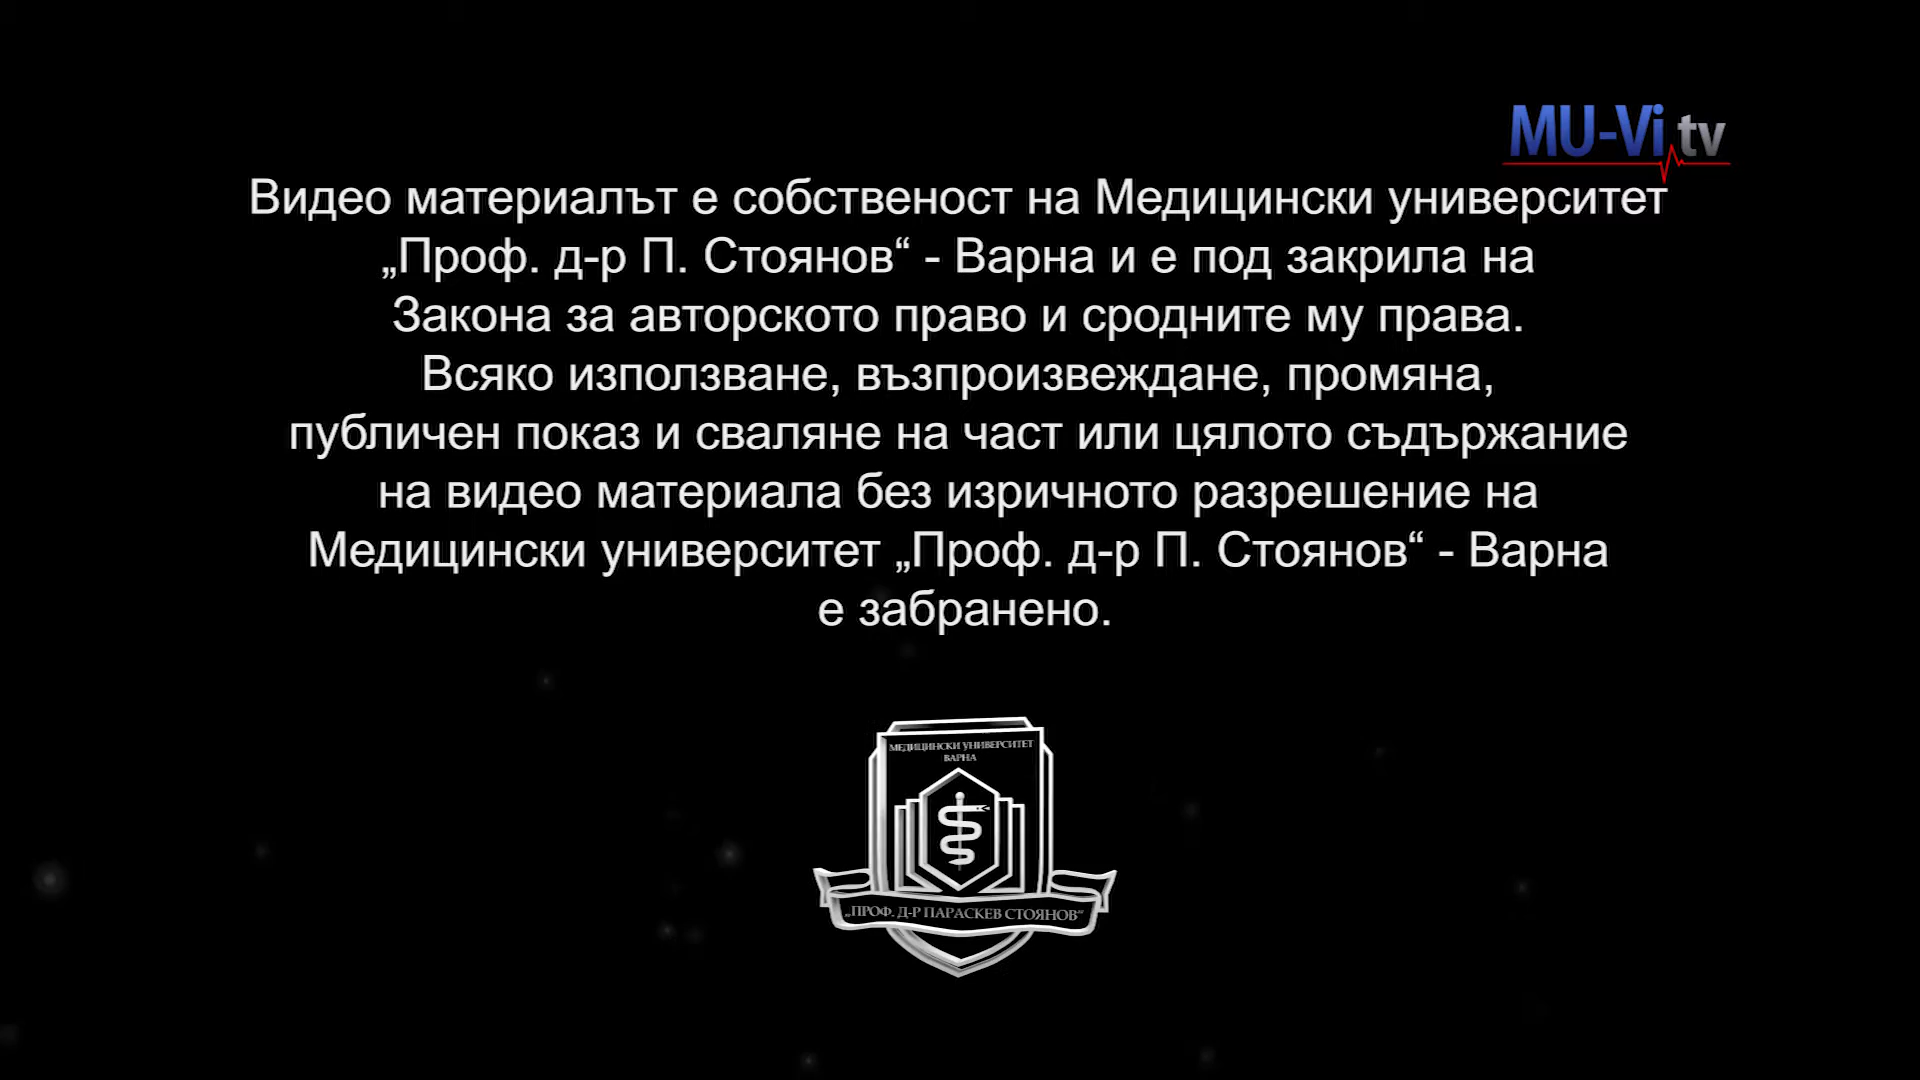 MU-Vi.tv
Видео материалът е собственост на Медицински университет
„Проф. д-р П. Стоянов“ - Варна и е под закрила на
Закона за авторското право и сродните му права.
Всяко използване, възпроизвеждане, промяна,
публичен показ и сваляне на част или цялото съдържание
на видео материала без изричното разрешение на
Медицински университет „Проф. д-р П. Стоянов“ - Варна
е забранено.
МЕДИЦИНСКИ УНИВЕРСИТЕТ
ВАРНА
„ПРОФ. Д-Р ПАРАСКЕВ СТОЯНОВ“